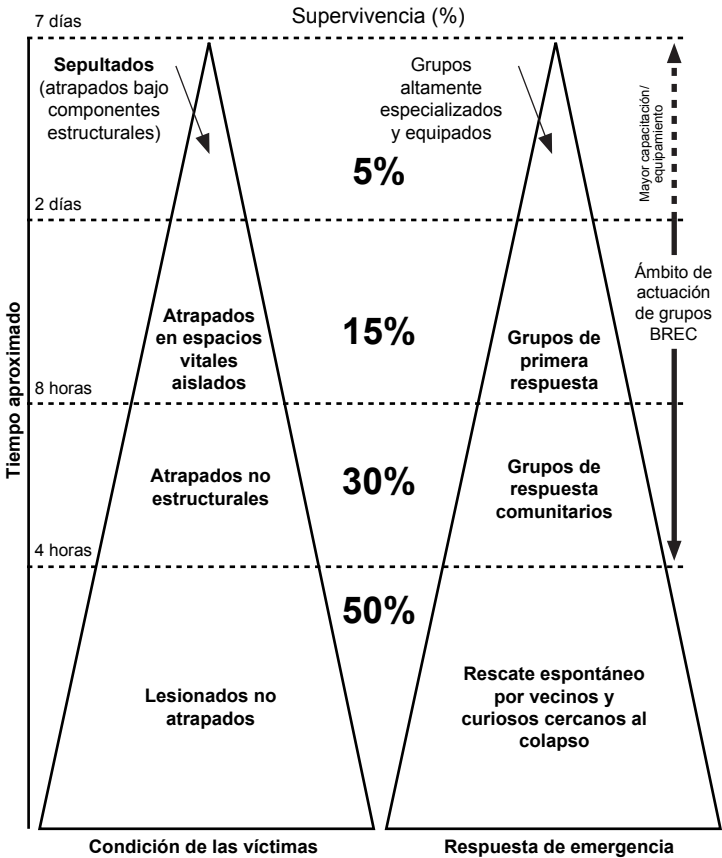 7 días
Supervivencia (%)
Sepultados
(atrapados bajo
componentes
estructurales)
Grupos
altamente
especializados
y equipados
Mayor capacitación/
equipamiento
5%
2 días
Ámbito de
actuación
de grupos
BREC
Atrapados
en espacios
vitales
aislados
15%
Grupos de
primera
respuesta
Tiempo aproximado
8 horas
Atrapados no
estructurales
30%
Grupos de
respuesta
comunitarios
4 horas
50%
Lesionados no
atrapados
Rescate espontáneo
por vecinos y
curiosos cercanos al
colapso
Condición de las víctimas
Respuesta de emergencia